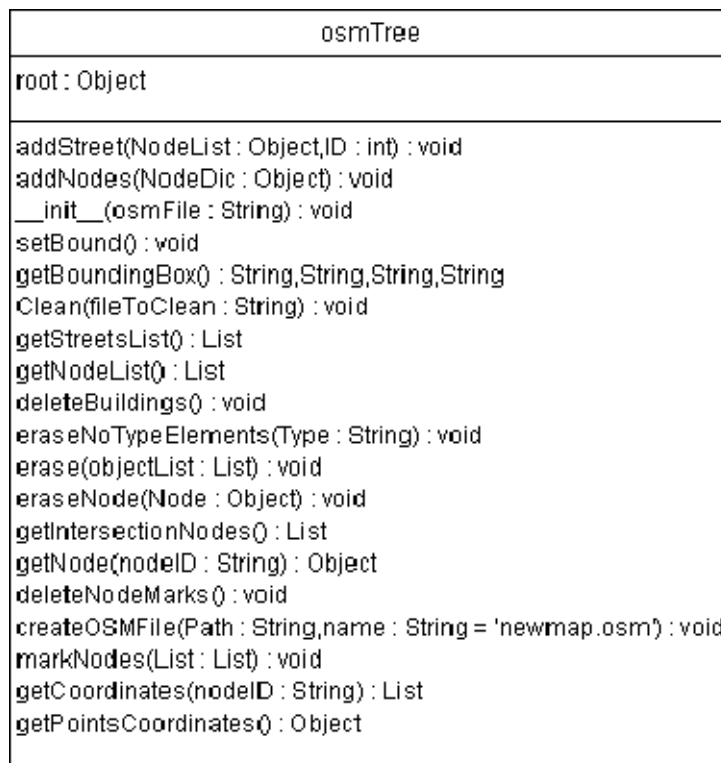 osmTree
root : Object
addStreet(NodeList : Object,ID : int) : void
addNodes(NodeDic : Object) : void
__init__(osmFile : String) : void
setBound() : void
getBoundingBox() : String,String,String,String
Clean(fileToClean : String) : void
getStreetsList() : List
getNodeList() : List
deleteBuildings() : void
eraseNoTypeElements(Type : String) : void
erase(objectList : List) : void
eraseNode(Node : Object) : void
getIntersectionNodes() : List
getNode(nodeID : String) : Object
deleteNodeMarks() : void
createOSMFile(Path : String,name : String = 'newmap.osm') : void
markNodes(List : List) : void
getCoordinates(nodeID : String) : List
getPointsCoordinates() : Object